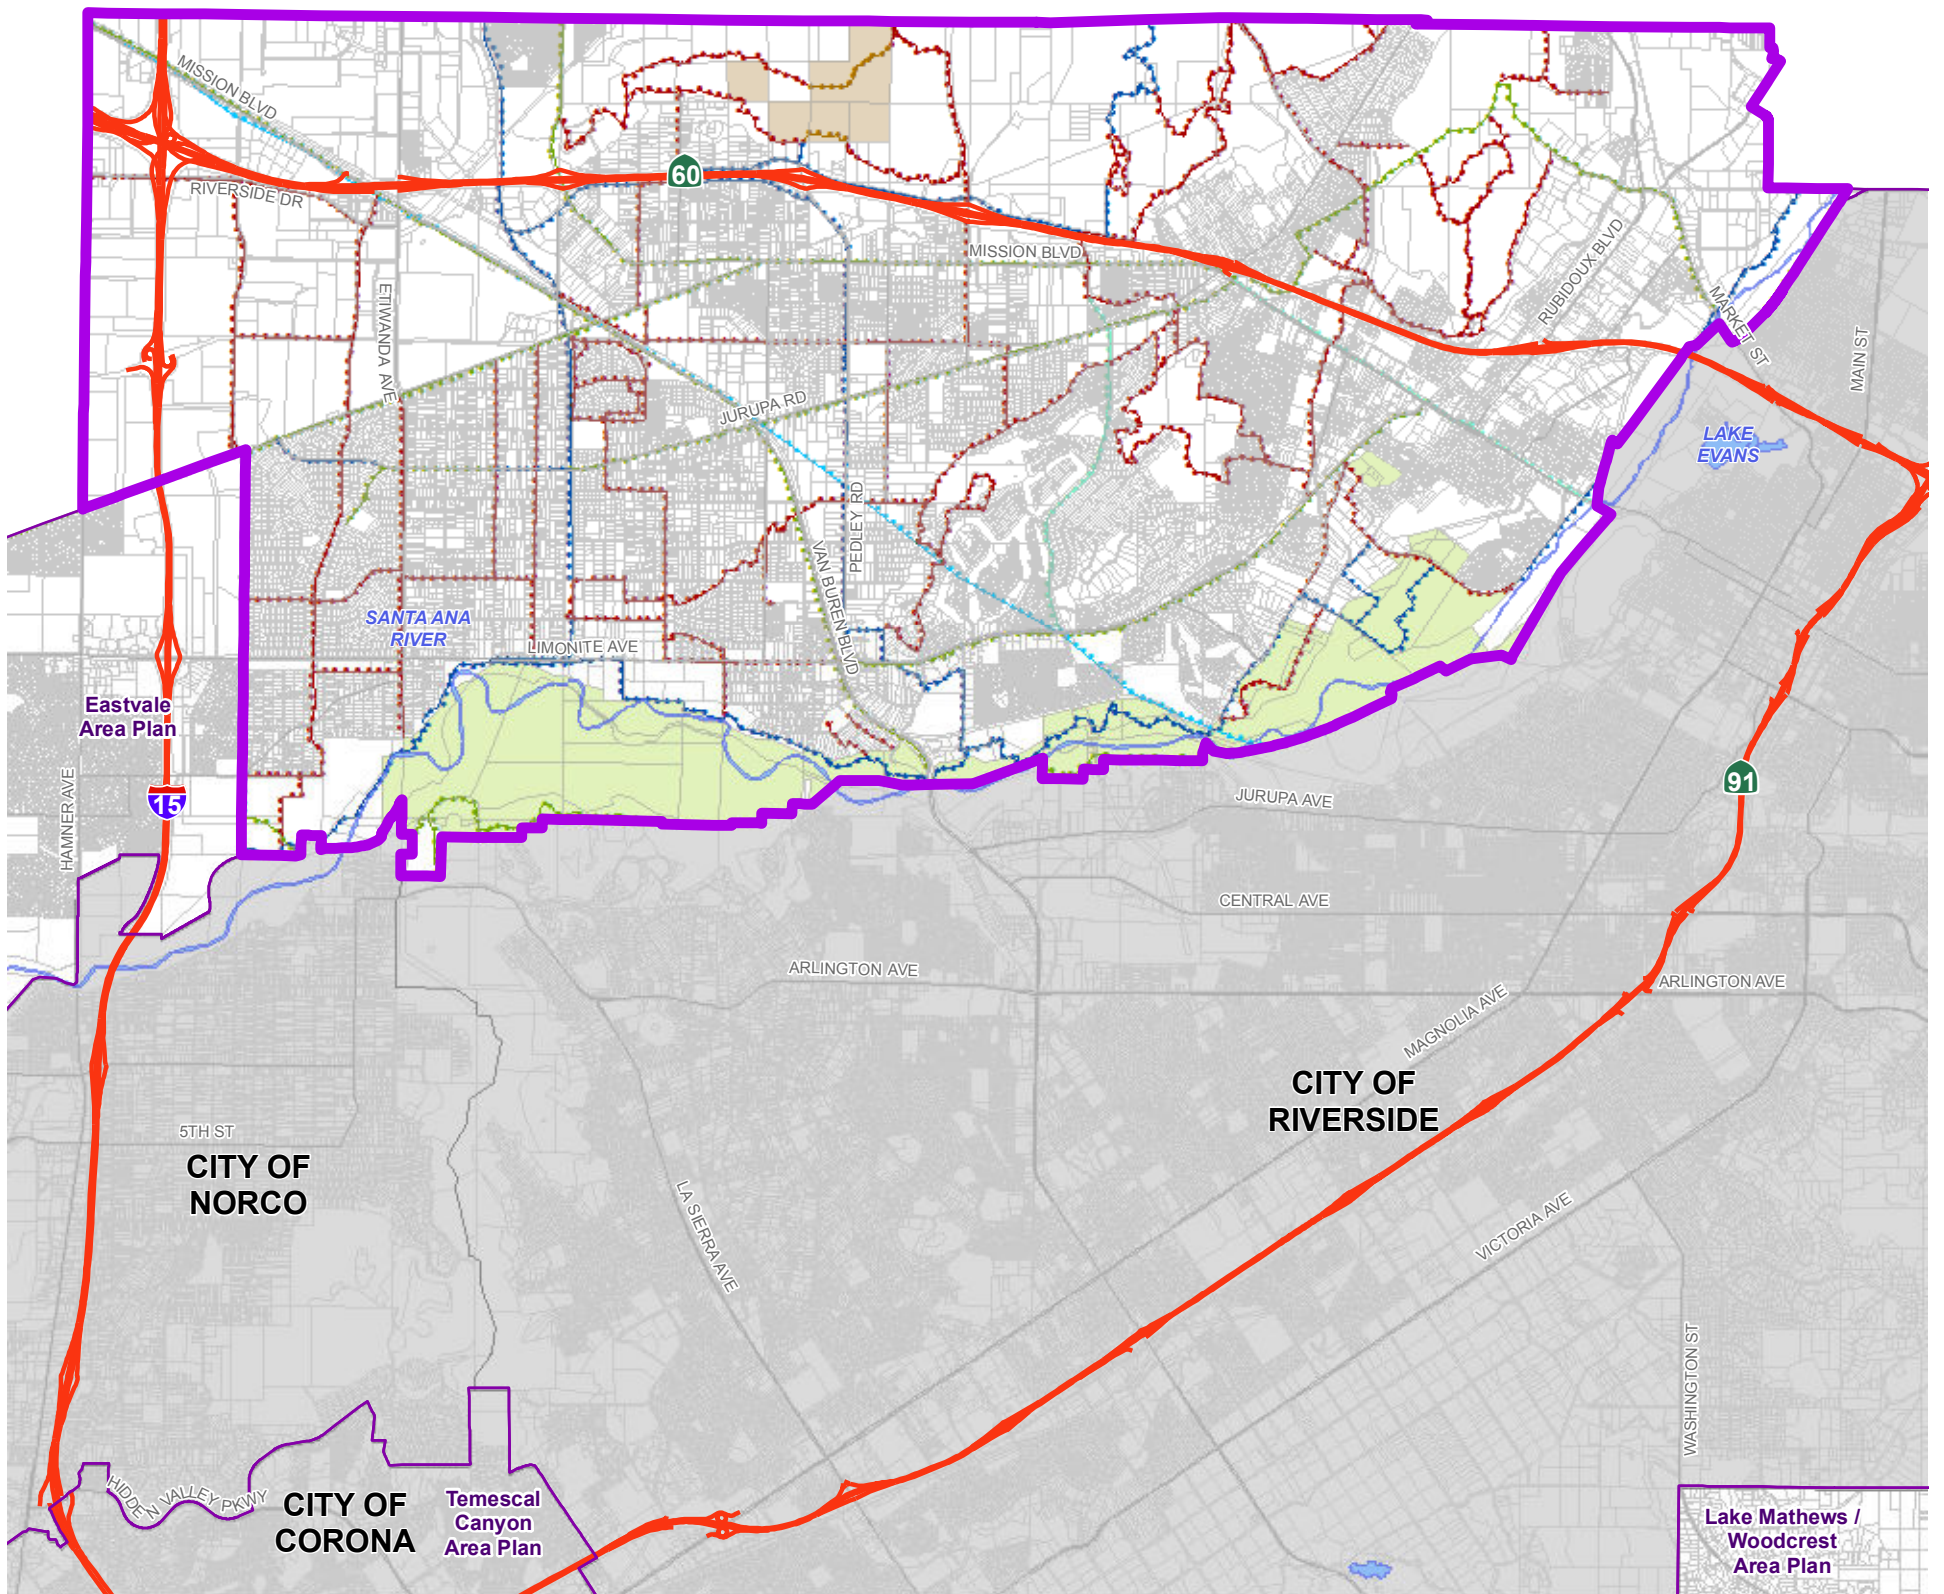 MISSION BLVD
60
RIVERSIDE DR
MISSION BLVD
RUBIDOUX BLVD
ETIWANDA AVE
MARKET ST
MAIN ST
JURUPA RD
LAKE
EVANS
PEDLEY RD
VAN BUREN BLVD
SANTA ANA
RIVER
LIMONITE AVE
Eastvale
Area Plan
15
HAMNER AVE
91
JURUPA AVE
CENTRAL AVE
ARLINGTON AVE
ARLINGTON AVE
MAGNOLIA AVE
CITY OF
RIVERSIDE
5TH ST
CITY OF
NORCO
LA SIERRA AVE
VICTORIA AVE
WASHINGTON ST
HIDDEN VALLEY PKWY
CITY OF
CORONA
Temescal
Canyon
Area Plan
Lake Mathews /
Woodcrest
Area Plan